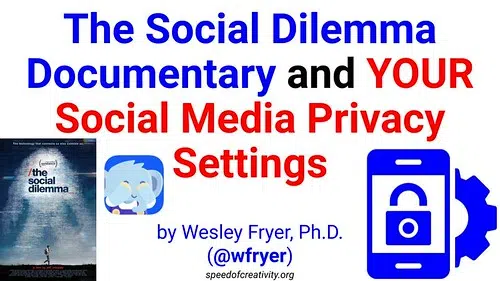 The Social Dilemma
Documentary and YOUR
Social Media Privacy
Settings
/the
social
dilemma_
by Wesley Fryer, Ph.D.
(@wfryer)
speedofcreativity.org